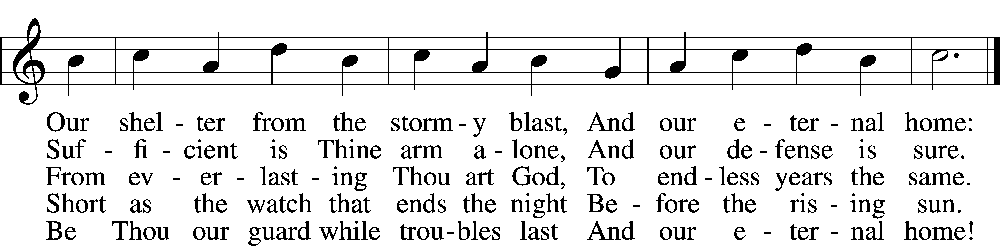 Our shel - ter from the storm - y blast, And our e - ter - nal home:
Suf - fi - cient is Thine arm a - lone, And our de - fense is sure.
From ev - er - last - ing Thou art God, To end - less years the same.
Short as the watch that ends the night Be - fore the ris - ing sun.
Be Thou our guard while trou - bles last And our e - ter - nal home!